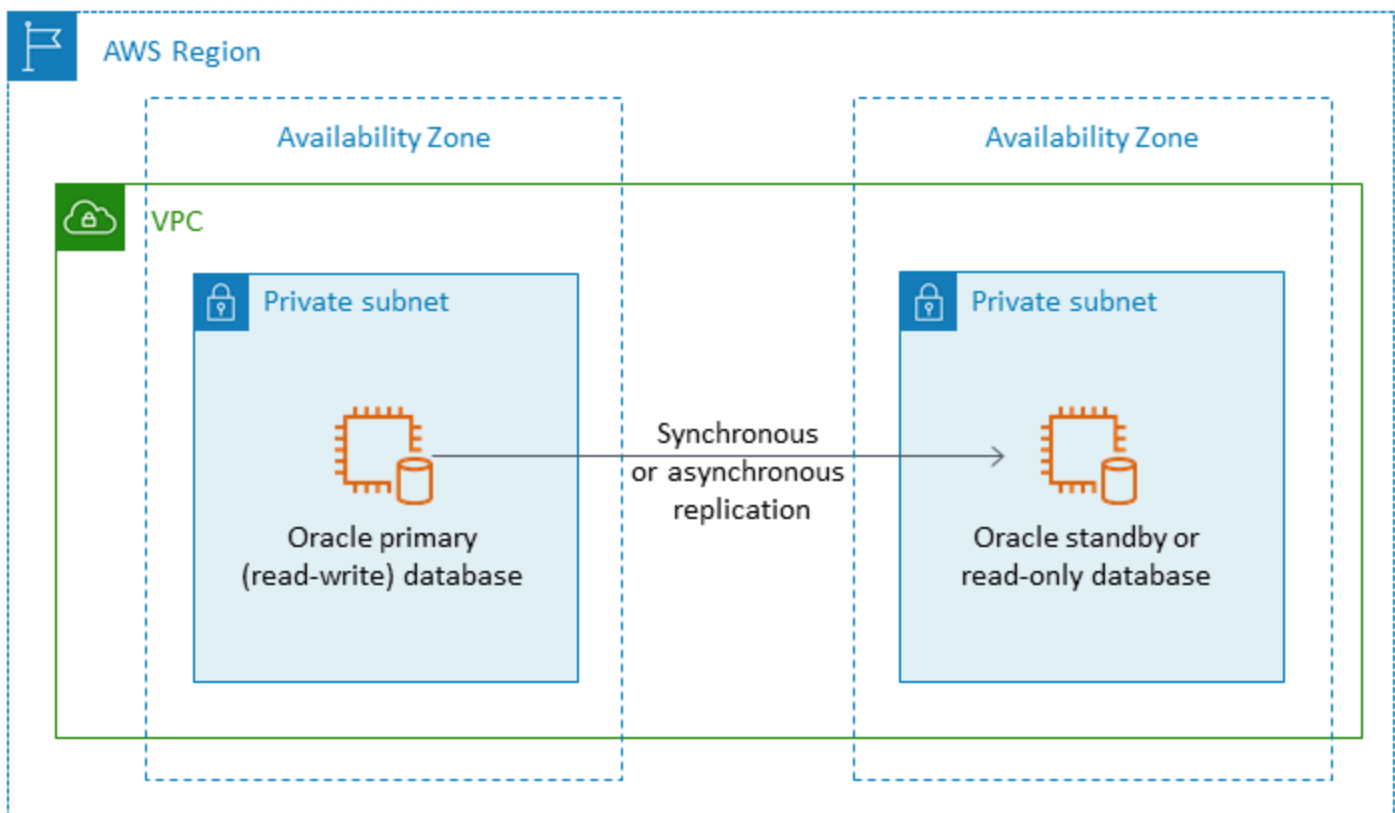 AWS Region
Availability Zone
Availability Zone
VPC
Private subnet
Private subnet
Synchronous
or asynchronous
replication
Oracle primary
(read-write) database
Oracle standby or
read-only database